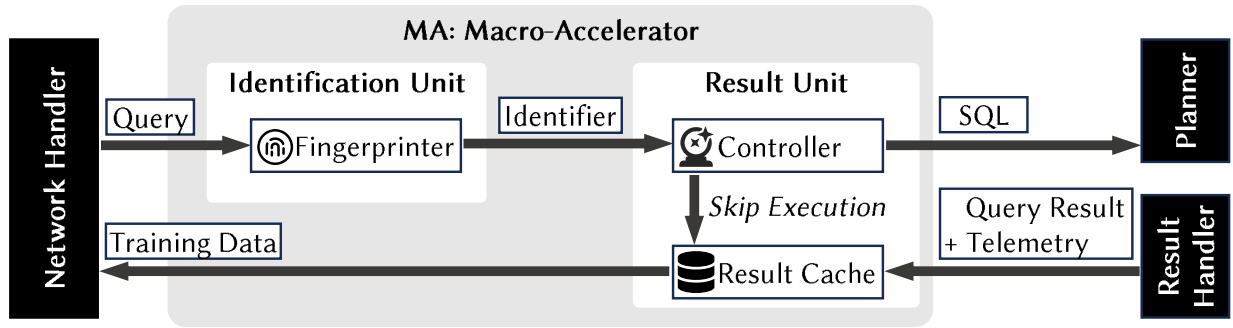 MA: Macro-Accelerator
Network Handler
Identification Unit
Result Unit
Query
Fingerprinter
Identifier
Controller
SQL
Planner
Skip Execution
Training Data
Result Cache
Query Result
+ Telemetry
Result
Handler